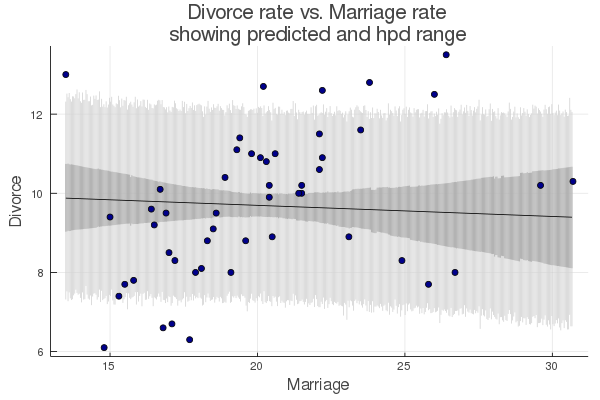 Divorce rate vs. Marriage rate
showing predicted and hpd range
Divorce
12
10
8
6
15 20 25 30
Marriage